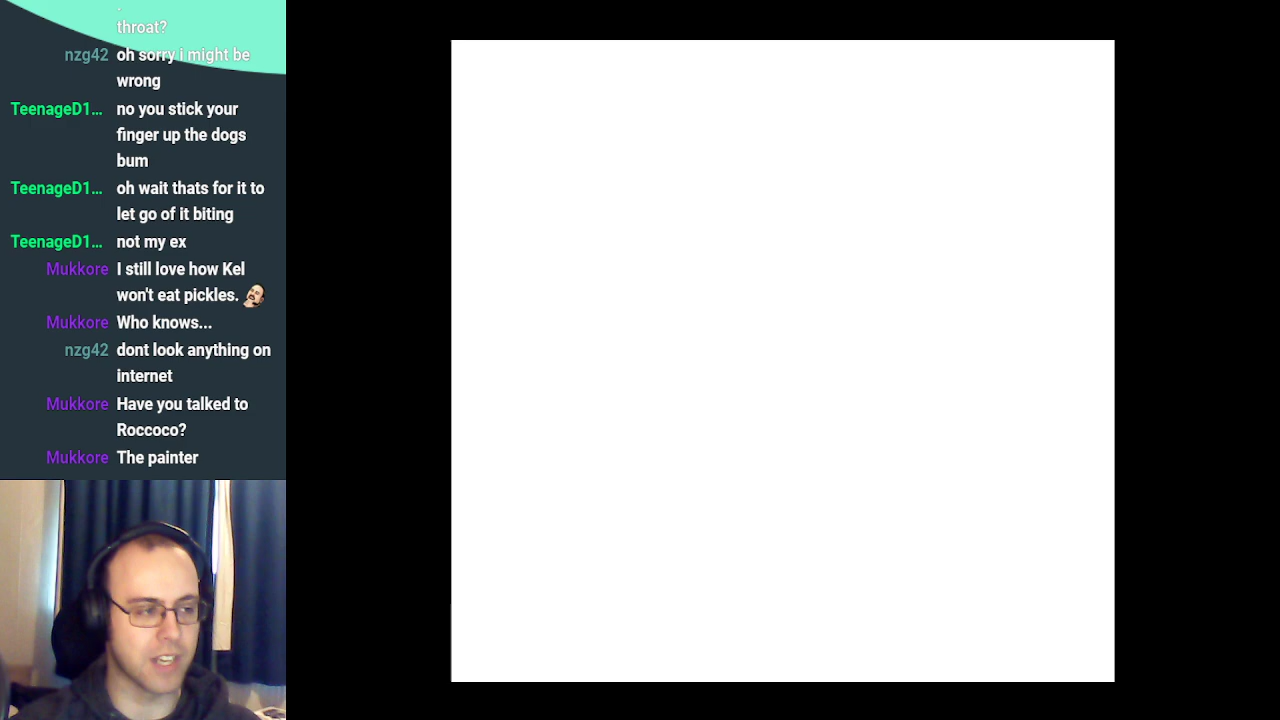 throat?
nzg42 oh sorry i might be
wrong
TeenageD1... no you stick your
finger up the dogs
bum
TeenageD1... oh wait thats for it to
let go of it biting
TeenageD1... not my ex
Mukkore I still love how Kel
won't eat pickles.
Mukkore Who knows...
nzg42 dont look anything on
internet
Mukkore Have you talked to
Roccoco?
Mukkore The painter